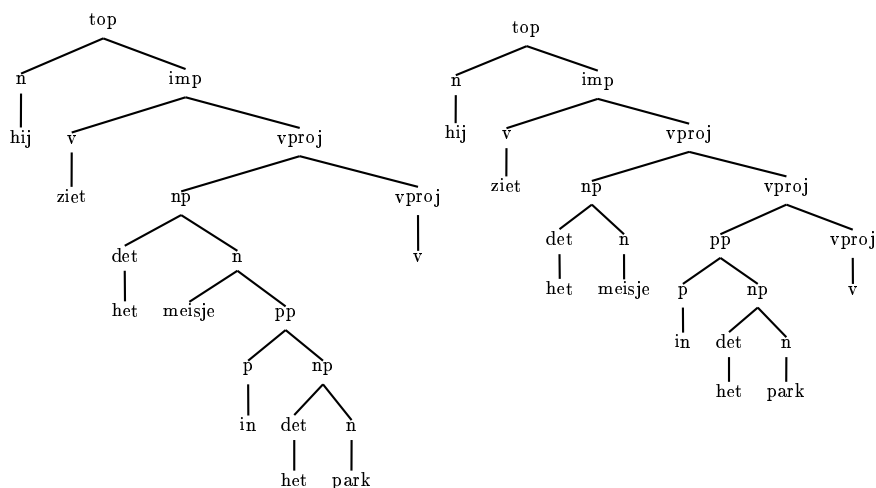 top
n imp
hij v vproj
ziet np vproj
det n v
het meisje pp
p np
in det n
het park
top
n imp
hij v vproj
ziet np vproj
det n pp vproj
het meisje p np v
in det n
het park